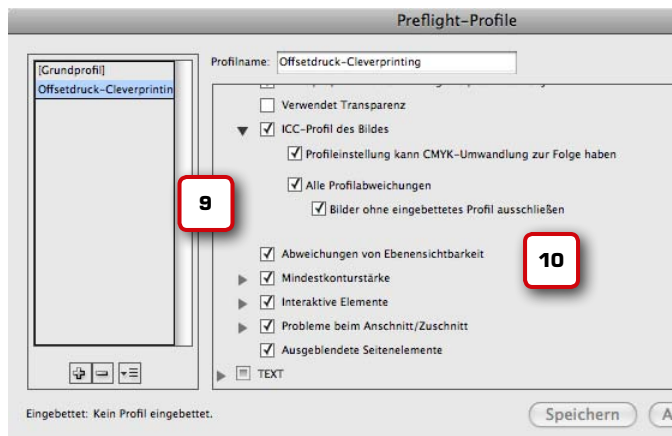 Preflight-Profile
[Grundprofil]
Offsetdruck-Cleverprintin
Profilname: Offsetdruck-Cleverprinting
Verwendet Transparenz
ICC-Profil des Bildes
Profileinstellung kann CMYK-Umwandlung zur Folge haben
Alle Profilabweichungen
Bilder ohne eingebettetes Profil ausschließen
9
Abweichungen von Ebenensichtbarkeit
10
Mindestkonturstärke
Interaktive Elemente
Probleme beim Anschnitt/Zuschnitt
Ausgeblendete Seitenelemente
TEXT
Eingebettet: Kein Profil eingebettet.
Speichern
A